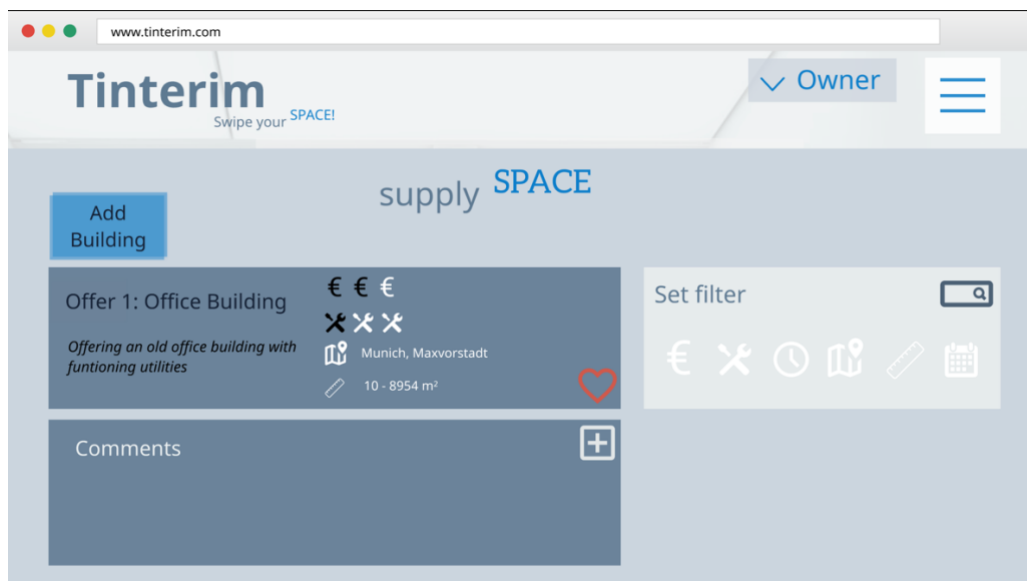 www.tinterim.com
Tinterim
Swipe your SPACE!
Owner
supply SPACE
Add
Building
Offer 1: Office Building
€ € €
Offering an old office building with
funtioning utilities
Munich, Maxvorstadt
10 - 8954 m²
Set filter
€
Comments